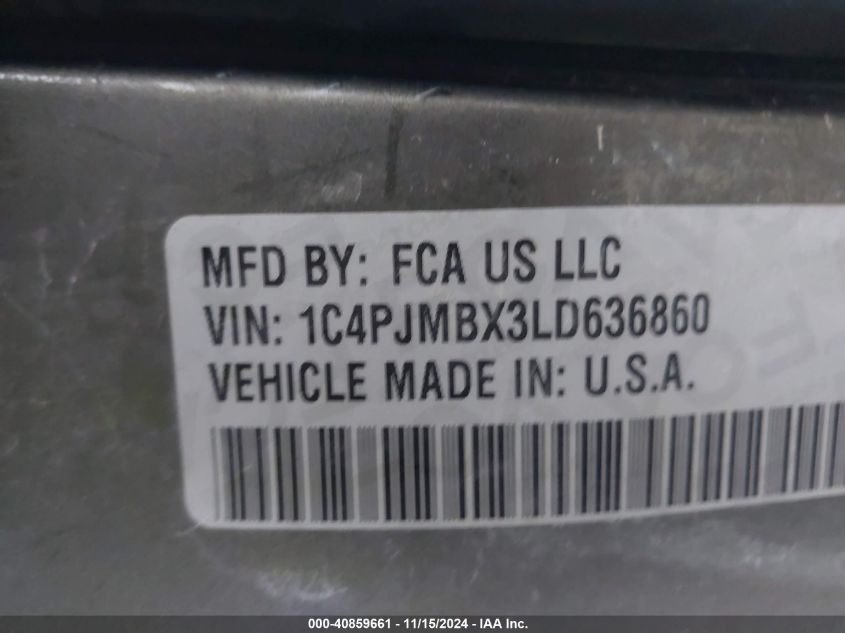 MFD BY: FCA US LLC
VIN: 1C4PJMBX3LD636860
VEHICLE MADE IN: U.S.A.
000-40859661 - 11/15/2024 - IAA Inc.